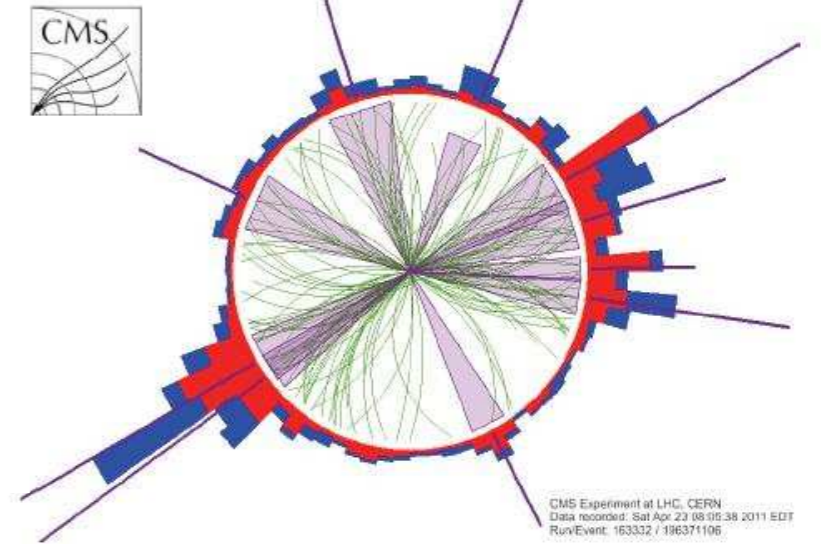 CMS
CMS Experiment at LHC, CERN
Data recorded: Sat Apr 23 08:05:38 2011 EDT
Run/Event: 163332 / 196371106